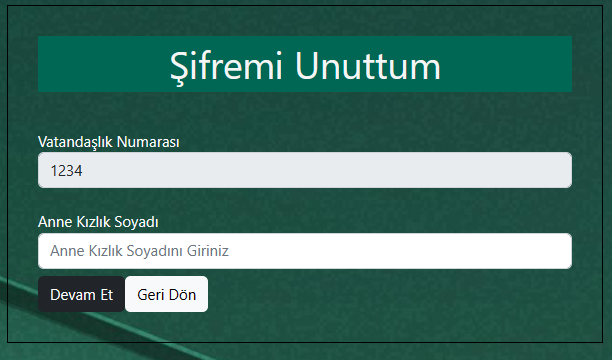 Şifremi Unuttum
Vatandaşlık Numarası
1234
Anne Kızlık Soyadı
Anne Kızlık Soyadını Giriniz
Devam Et Geri Dön